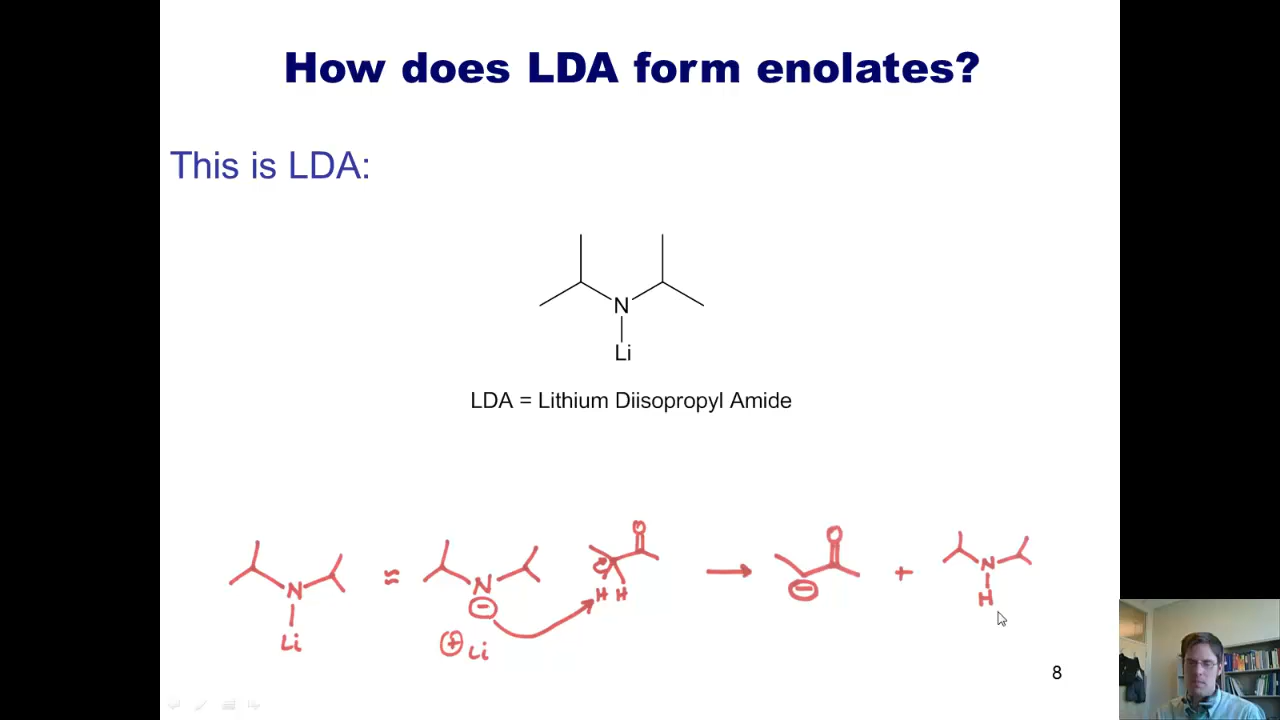 How does LDA form enolates?
This is LDA:
N
Li
LDA = Lithium Diisopropyl Amide
N
Li
≈
N
−
+ Li
O
H H
→
O
−
+
N
H
8